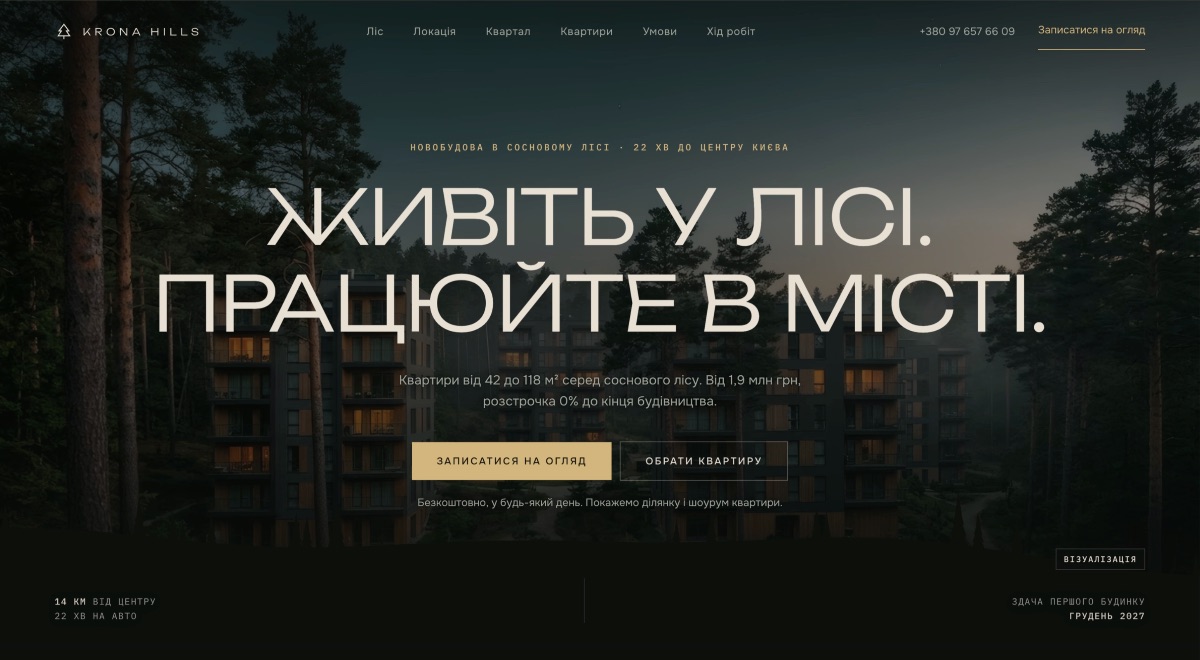 KRONA HILLS
Ліс
Локація
Квартал
Квартири
Умови
Хід робіт
+380 97 657 66 09
Записатися на огляд
НОВОБУДОВА В СОСНОВОМУ ЛІСІ · 22 ХВ ДО ЦЕНТРУ КИЄВА
ЖИВІТЬ У ЛІСІ.
ПРАЦЮЙТЕ В МІСТІ.
Квартири від 42 до 118 м² серед соснового лісу. Від 1,9 млн грн,
розстрочка 0% до кінця будівництва.
ЗАПИСАТИСЯ НА ОГЛЯД
ОБРАТИ КВАРТИРУ
Безкоштовно, у будь-який день. Покажемо ділянку і шоурум квартири.
ВІЗУАЛІЗАЦІЯ
14 КМ ВІД ЦЕНТРУ
22 ХВ НА АВТО
ЗДАЧА ПЕРШОГО БУДИНКУ
ГРУДЕНЬ 2027